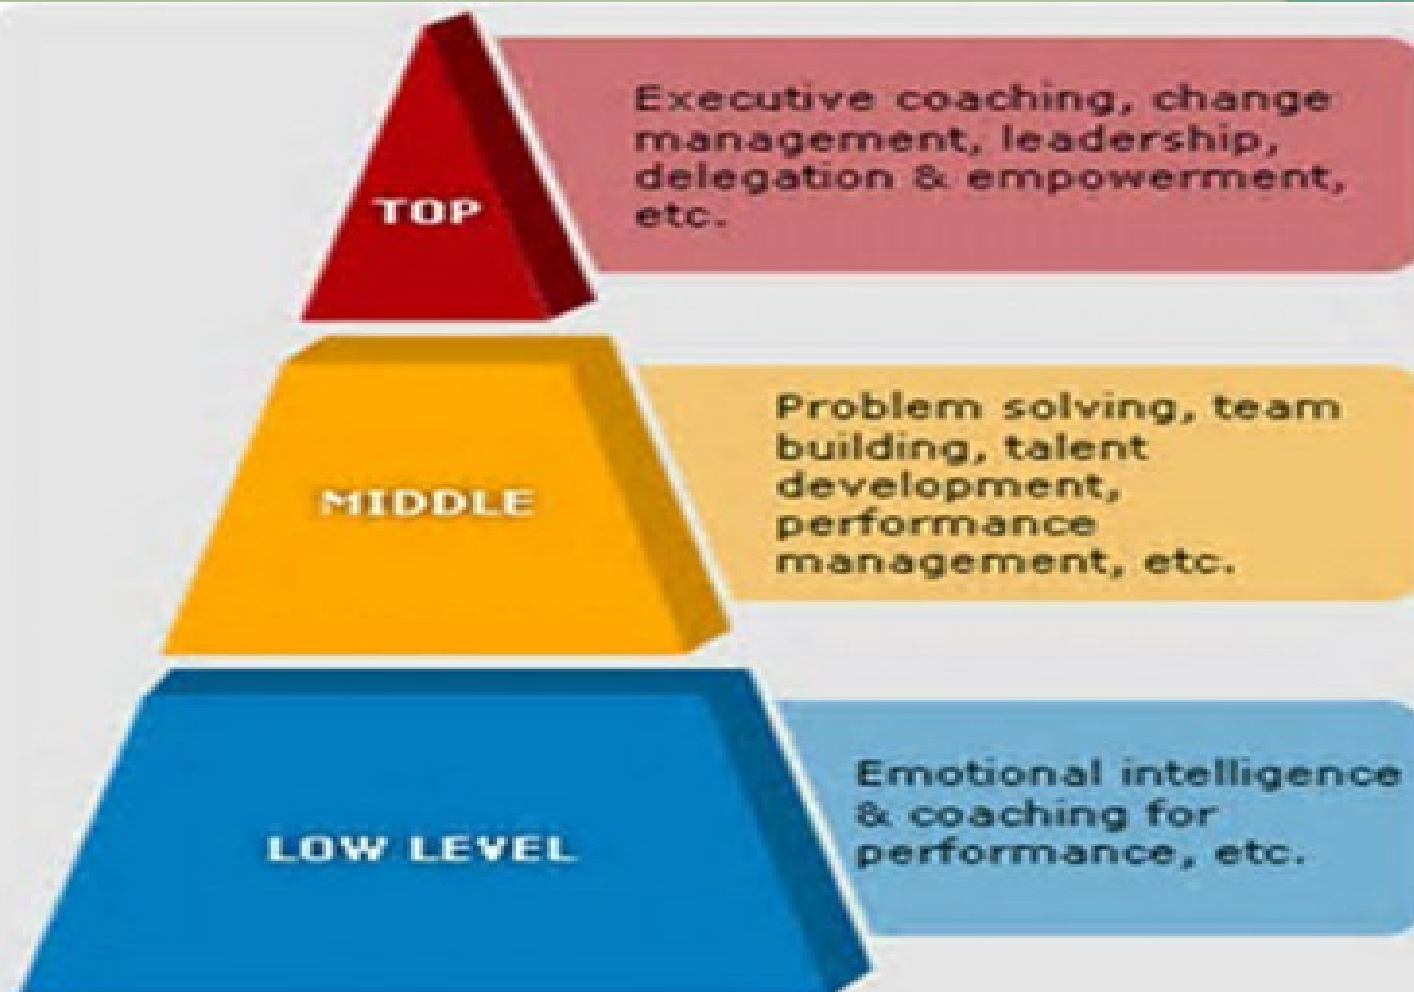 TOP
Executive coaching, change
management, leadership,
delegation & empowerment,
etc.
MIDDLE
Problem solving, team
building, talent
development,
performance
management, etc.
LOW LEVEL
Emotional intelligence
& coaching for
performance, etc.